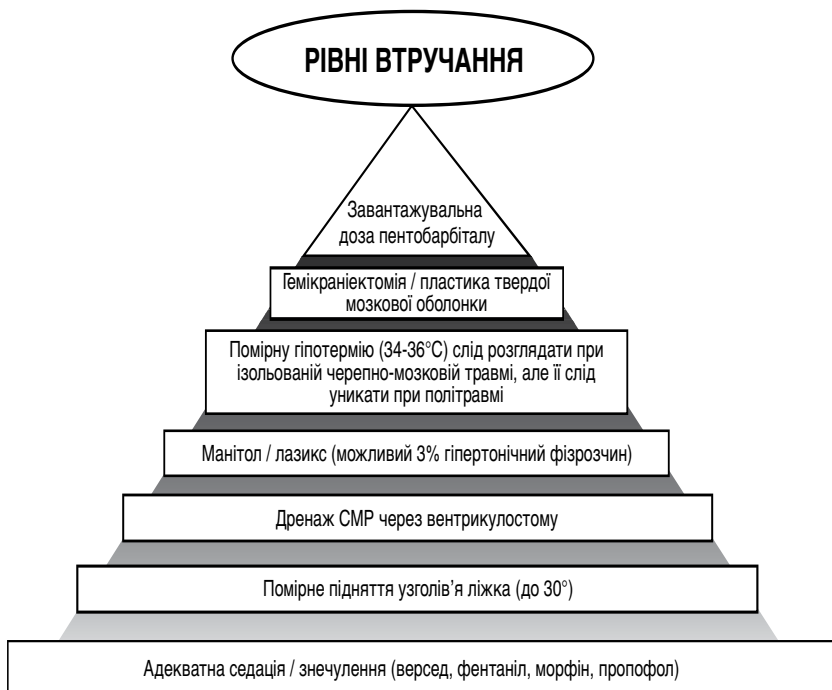 РІВНІ ВТРУЧАННЯ
Завантажувальна
доза пентобарбіталу
Гемікраніектомія / пластика твердої
мозкової оболонки
Помірну гіпотермію (34-36°C) слід розглядати при
ізольованій черепно-мозковій травмі, але її слід
уникати при політравмі
Манітол / лазикс (можливий 3% гіпертонічний фізрозчин)
Дренаж СМР через вентрикулостому
Помірне підняття узголів’я ліжка (до 30°)
Адекватна седація / знечулення (версед, фентаніл, морфін, пропофол)